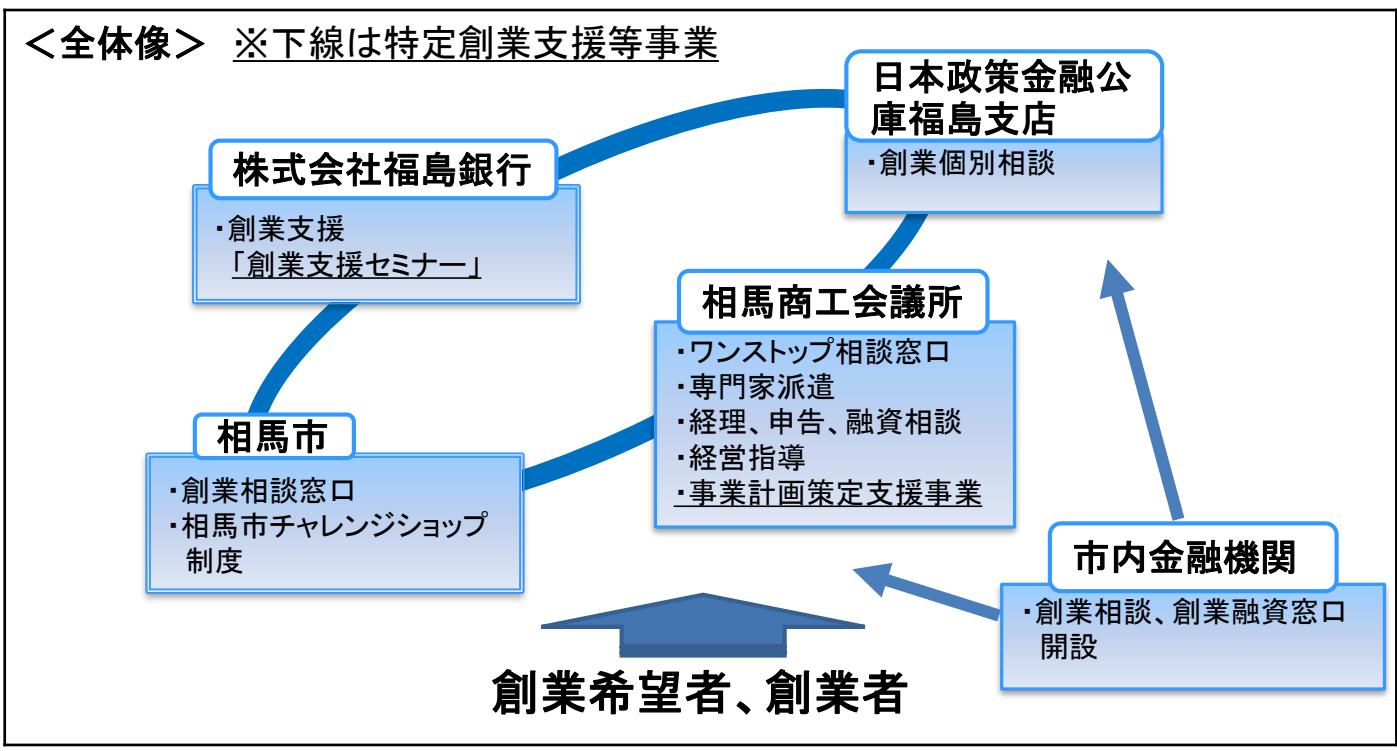 ＜全体像＞ ※下線は特定創業支援等事業
日本政策金融公
庫福島支店
・創業個別相談
株式会社福島銀行
・創業支援
「創業支援セミナー」
相馬商工会議所
・ワンストップ相談窓口
・専門家派遣
・経理、申告、融資相談
・経営指導
・事業計画策定支援事業
相馬市
・創業相談窓口
・相馬市チャレンジショップ
制度
市内金融機関
・創業相談、創業融資窓口
開設
創業希望者、創業者